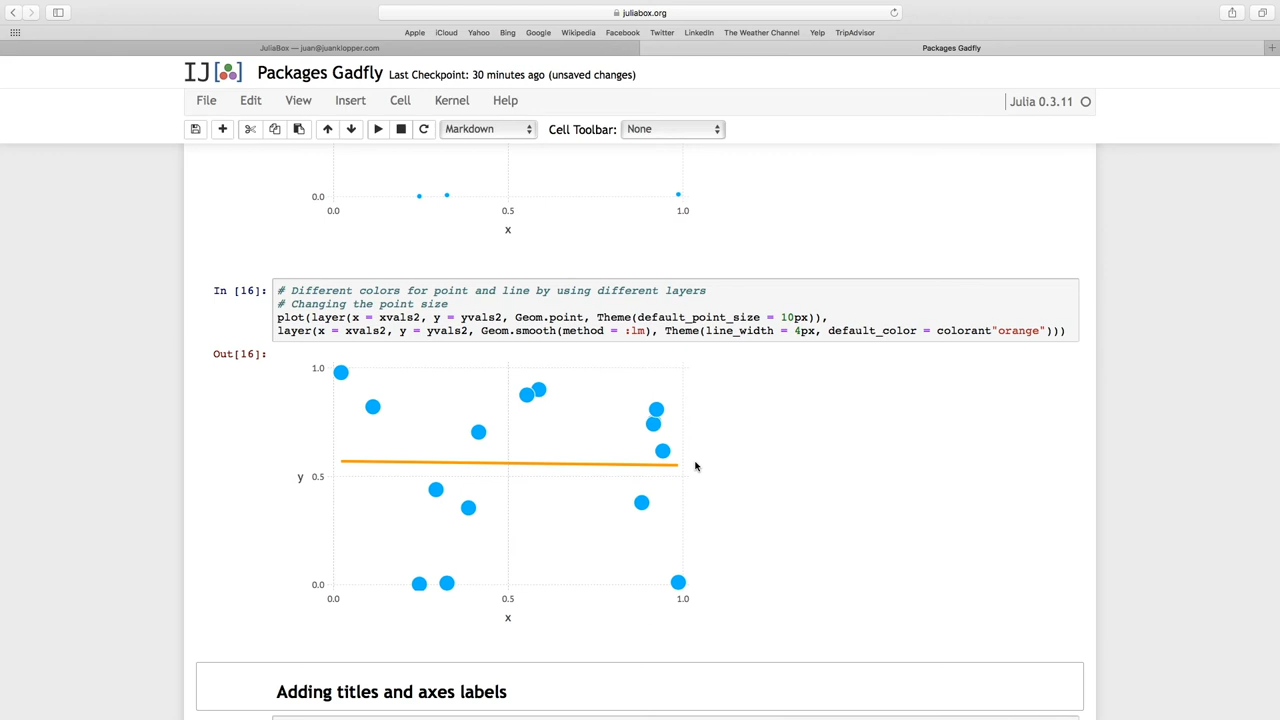 juliabox.org
Apple iCloud Yahoo Bing Google Wikipedia Facebook Twitter LinkedIn The Weather Channel Yelp TripAdvisor
JuliaBox — juan@juanklopper.com Packages Gadfly
IJ[ ] Packages Gadfly Last Checkpoint: 30 minutes ago (unsaved changes)
File Edit View Insert Cell Kernel Help Julia 0.3.11
Markdown Cell Toolbar: None
0.0
0.0 0.5 1.0
x
In [16]: # Different colors for point and line by using different layers
# Changing the point size
plot(layer(x = xvals2, y = yvals2, Geom.point, Theme(default_point_size = 10px)),
layer(x = xvals2, y = yvals2, Geom.smooth(method = :lm), Theme(line_width = 4px, default_color = colorant"orange")))
Out[16]:
1.0
y 0.5
0.0
0.0 0.5 1.0
x
Adding titles and axes labels